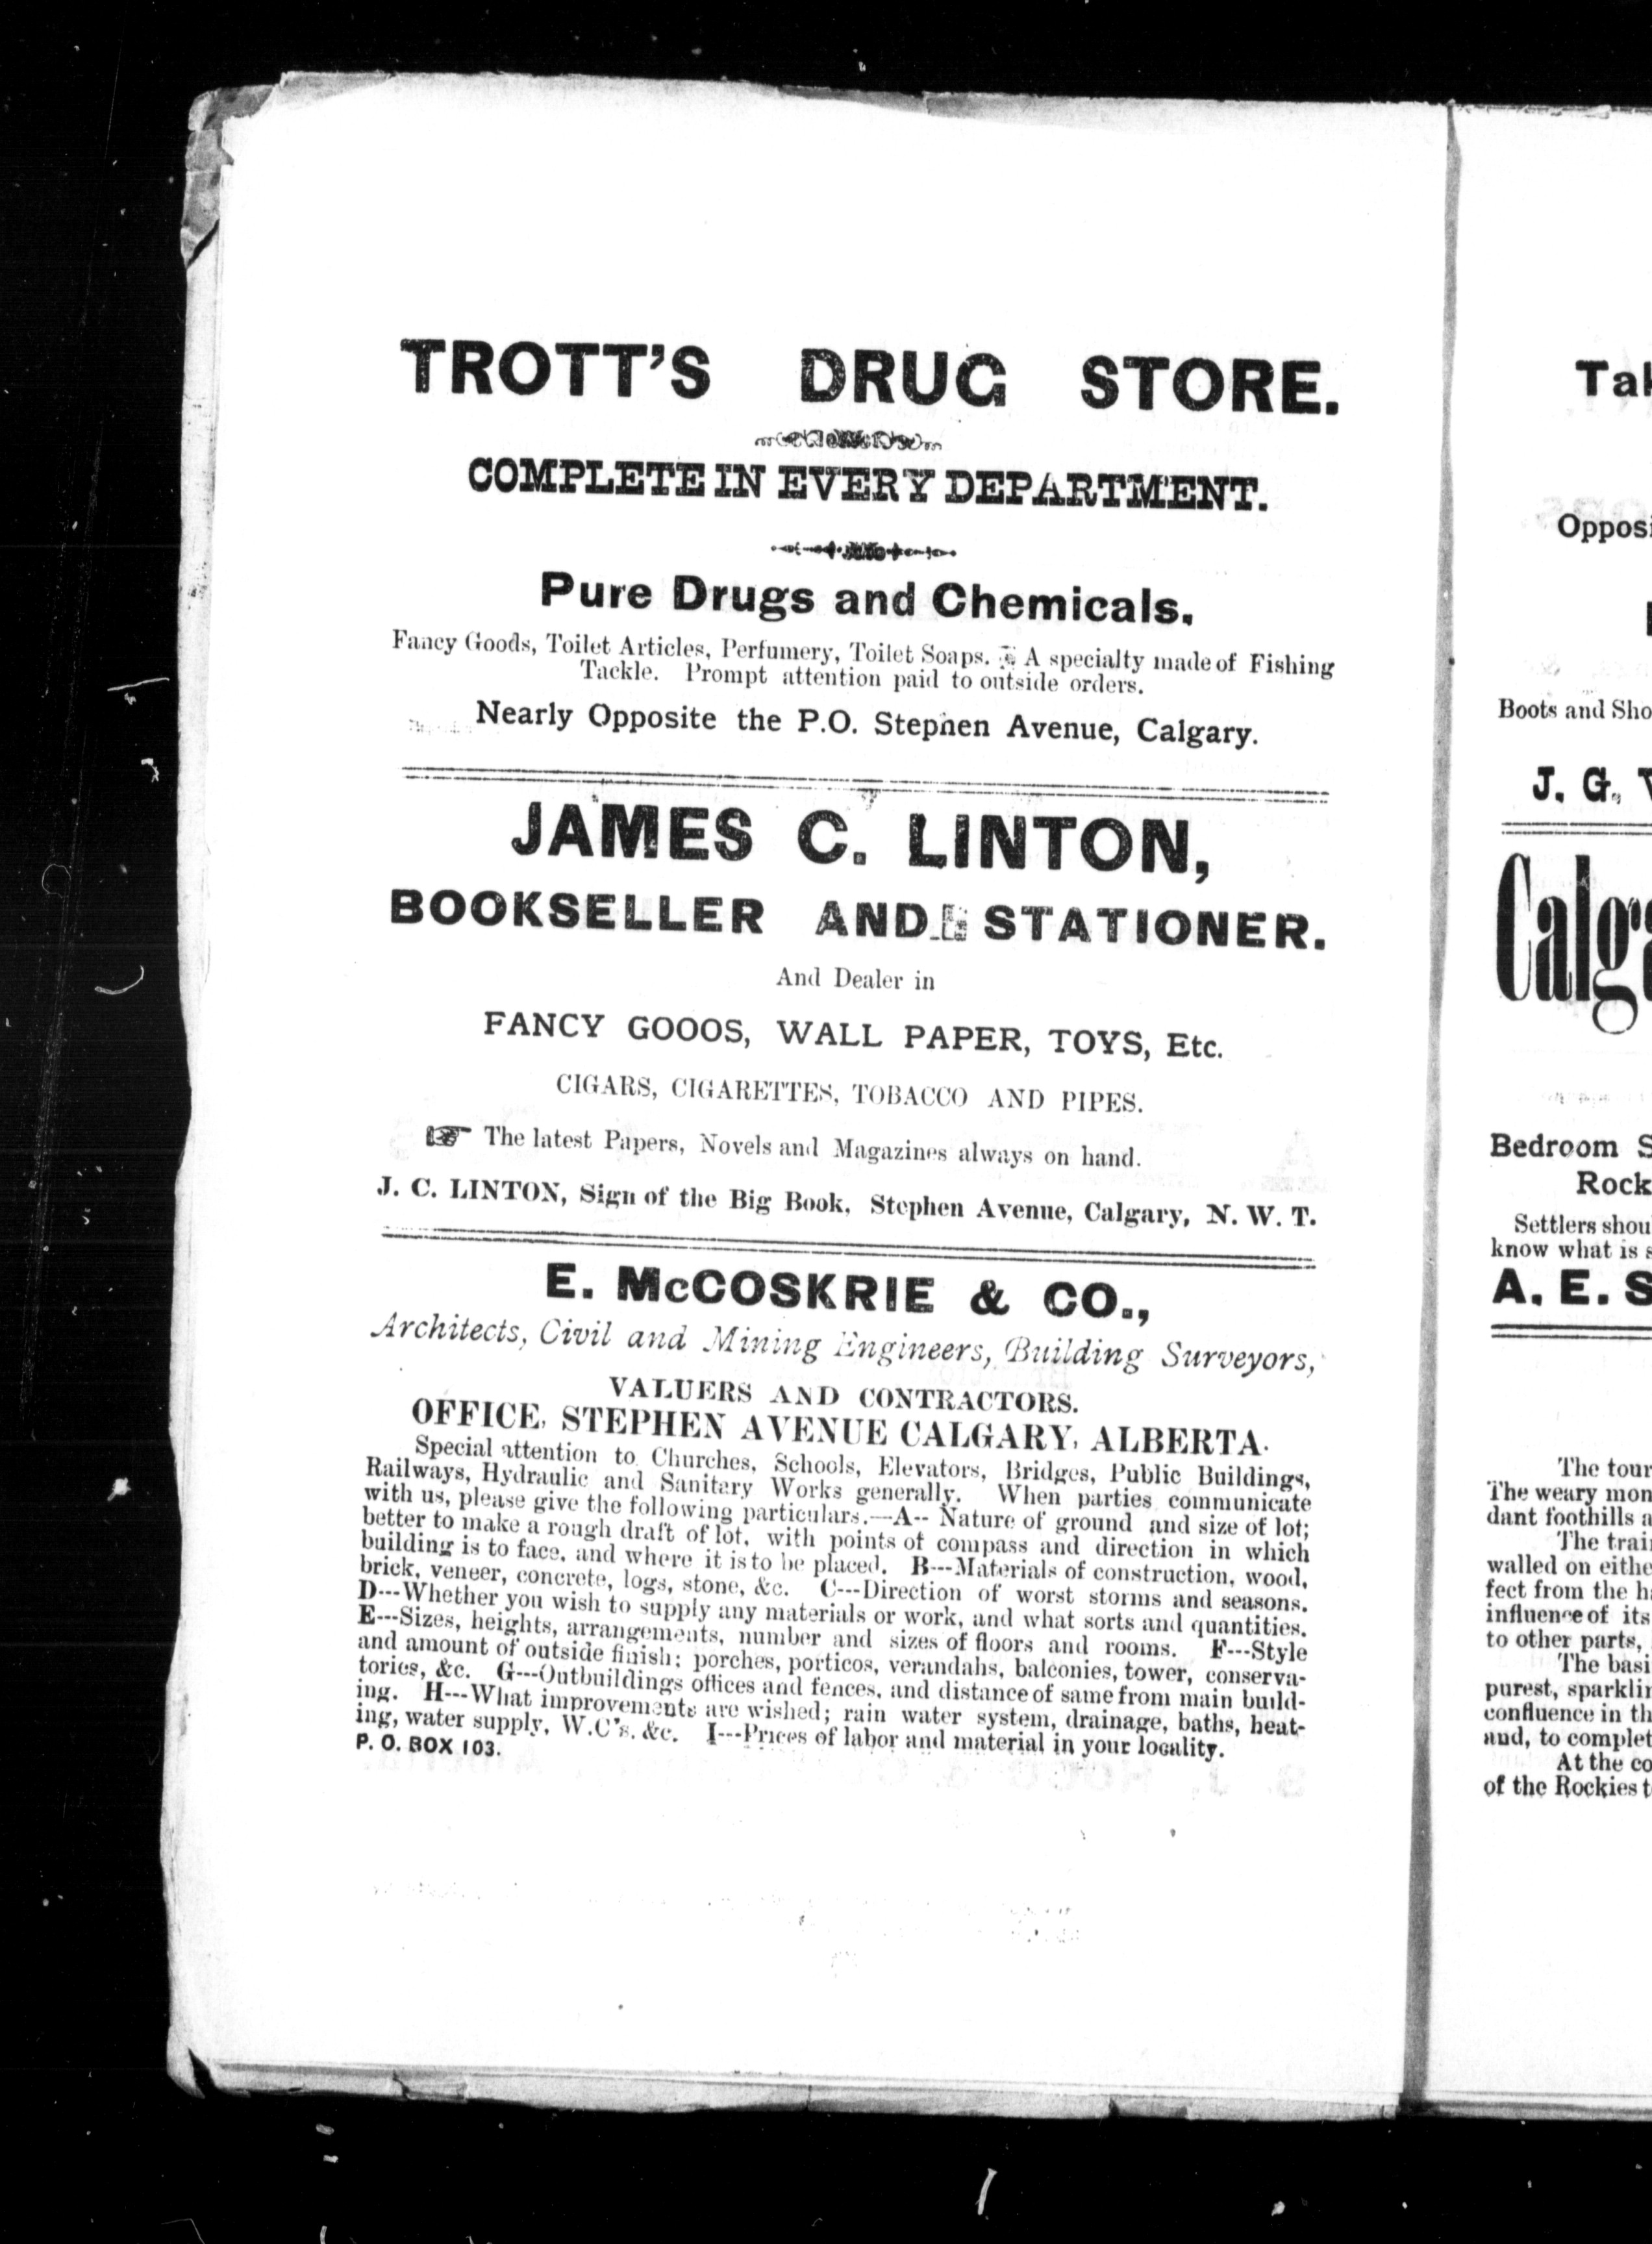 TROTT'S DRUG STORE.
COMPLETE IN EVERY DEPARTMENT.
Pure Drugs and Chemicals,
Fancy Goods, Toilet Articles, Perfumery, Toilet Soaps. A specialty made of Fishing
Tackle. Prompt attention paid to outside orders.
Nearly Opposite the P.O. Stephen Avenue, Calgary.
JAMES C. LINTON,
BOOKSELLER AND STATIONER.
And Dealer in
FANCY GOOOS, WALL PAPER, TOYS, Etc.
CIGARS, CIGARETTES, TOBACCO AND PIPES.
☞ The latest Papers, Novels and Magazines always on hand.
J. C. LINTON, Sign of the Big Book, Stephen Avenue, Calgary, N. W. T.
E. McCOSKRIE & CO.,
Architects, Civil and Mining Engineers, Building Surveyors,
VALUERS AND CONTRACTORS.
OFFICE, STEPHEN AVENUE CALGARY, ALBERTA.
Special attention to Churches, Schools, Elevators, Bridges, Public Buildings,
Railways, Hydraulic and Sanitary Works generally. When parties communicate
with us, please give the following particulars.—A-- Nature of ground and size of lot;
better to make a rough draft of lot, with points of compass and direction in which
building is to face, and where it is to be placed. B---Materials of construction, wood,
brick, veneer, concrete, logs, stone, &c. C---Direction of worst storms and seasons.
D---Whether you wish to supply any materials or work, and what sorts and quantities.
E---Sizes, heights, arrangements, number and sizes of floors and rooms. F---Style
and amount of outside finish; porches, porticos, verandahs, balconies, tower, conserva-
tories, &c. G---Outbuildings offices and fences, and distance of same from main build-
ing. H---What improvements are wished; rain water system, drainage, baths, heat-
ing, water supply, W.C's. &c. I---Prices of labor and material in your locality.
P. O. BOX 103.
Opposi
Boots and Sho
J. G.
Calga
Bedroom S
Rock
Settlers shou
know what is s
A. E. S
The tour
The weary mon
dant foothills a
The trai
walled on eithe
feet from the h
influence of its
to other parts,
The basi
purest, sparklin
confluence in th
and, to complet
At the co
of the Rockies t